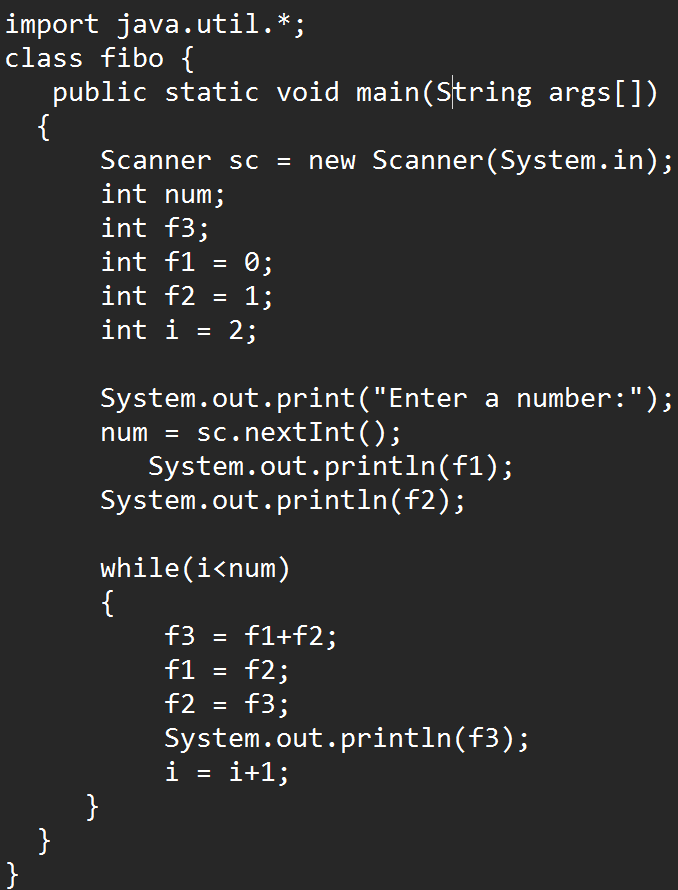 import java.util.*;
class fibo {
   public static void main(String args[])
  {
      Scanner sc = new Scanner(System.in);
      int num;
      int f3;
      int f1 = 0;
      int f2 = 1;
      int i = 2;

      System.out.print("Enter a number:");
      num = sc.nextInt();
         System.out.println(f1);
      System.out.println(f2);

      while(i<num)
      {
          f3 = f1+f2;
          f1 = f2;
          f2 = f3;
          System.out.println(f3);
          i = i+1;
     }
  }
}